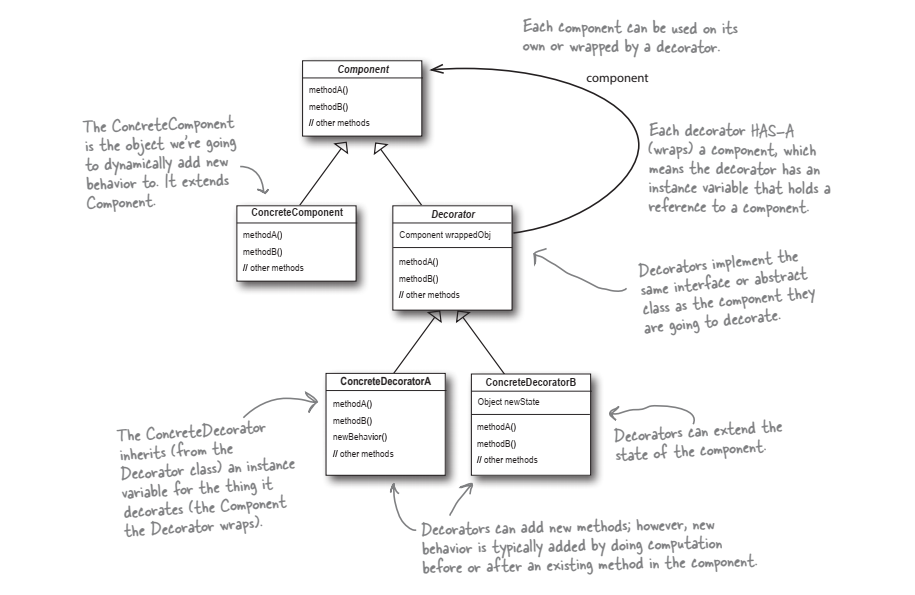 Each component can be used on its
own or wrapped by a decorator.
Component
methodA()
methodB()
// other methods
component
The ConcreteComponent
is the object we're going
to dynamically add new
behavior to. It extends
Component.
Each decorator HAS-A
(wraps) a component, which
means the decorator has an
instance variable that holds a
reference to a component.
ConcreteComponent
methodA()
methodB()
// other methods
Decorator
Component wrappedObj
methodA()
methodB()
// other methods
Decorators implement the
same interface or abstract
class as the component they
are going to decorate.
ConcreteDecoratorA
methodA()
methodB()
newBehavior()
// other methods
ConcreteDecoratorB
Object newState
methodA()
methodB()
// other methods
The ConcreteDecorator
inherits (from the
Decorator class) an instance
variable for the thing it
decorates (the Component
the Decorator wraps).
Decorators can extend the
state of the component.
Decorators can add new methods; however, new
behavior is typically added by doing computation
before or after an existing method in the component.